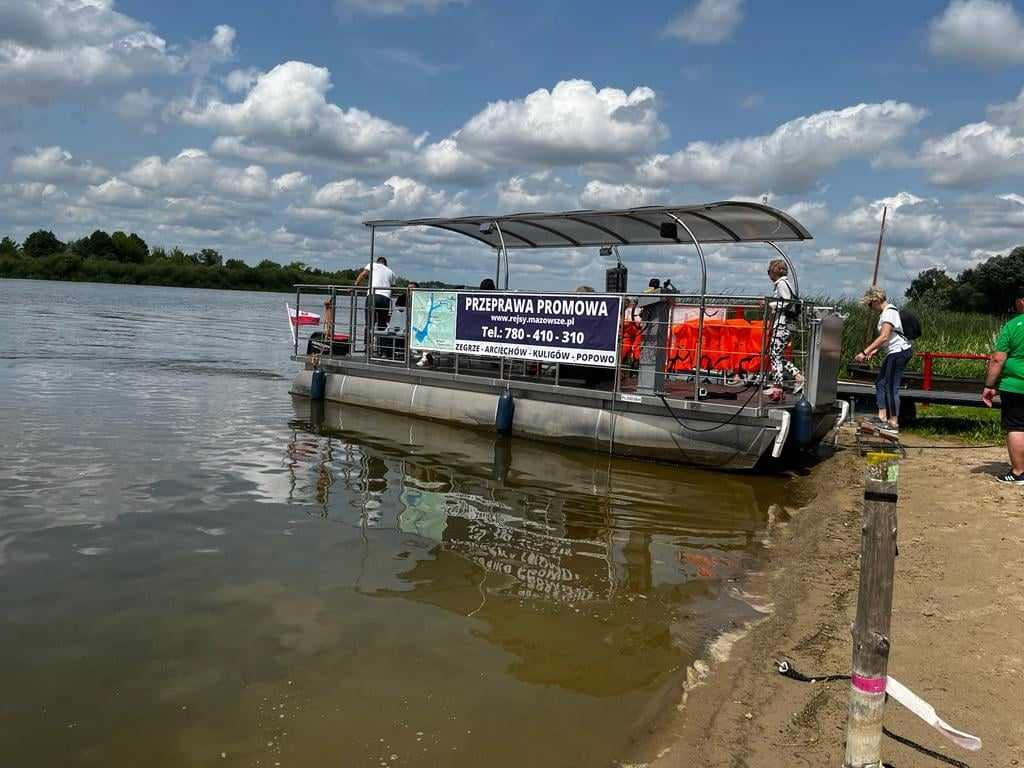 PRZEPRAWA PROMOWA
www.rejsy.mazowsze.pl
Tel.: 780 - 410 - 310
ZEGRZE - ARCIECHÓW - KULIGÓW - POPOWO